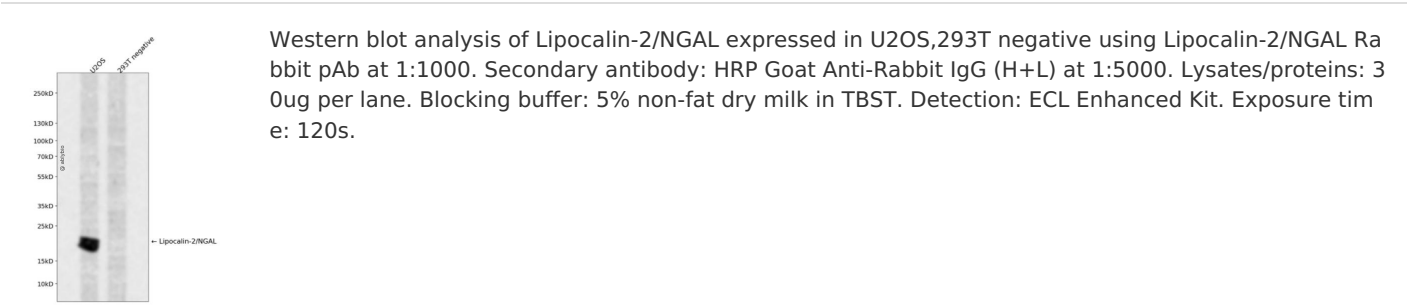 U2OS
293T negative
250kD
130kD
100kD
70kD
55kD
35kD
25kD
15kD
10kD
← Lipocalin-2/NGAL
Western blot analysis of Lipocalin-2/NGAL expressed in U2OS,293T negative using Lipocalin-2/NGAL Ra
bbit pAb at 1:1000. Secondary antibody: HRP Goat Anti-Rabbit IgG (H+L) at 1:5000. Lysates/proteins: 3
0ug per lane. Blocking buffer: 5% non-fat dry milk in TBST. Detection: ECL Enhanced Kit. Exposure tim
e: 120s.